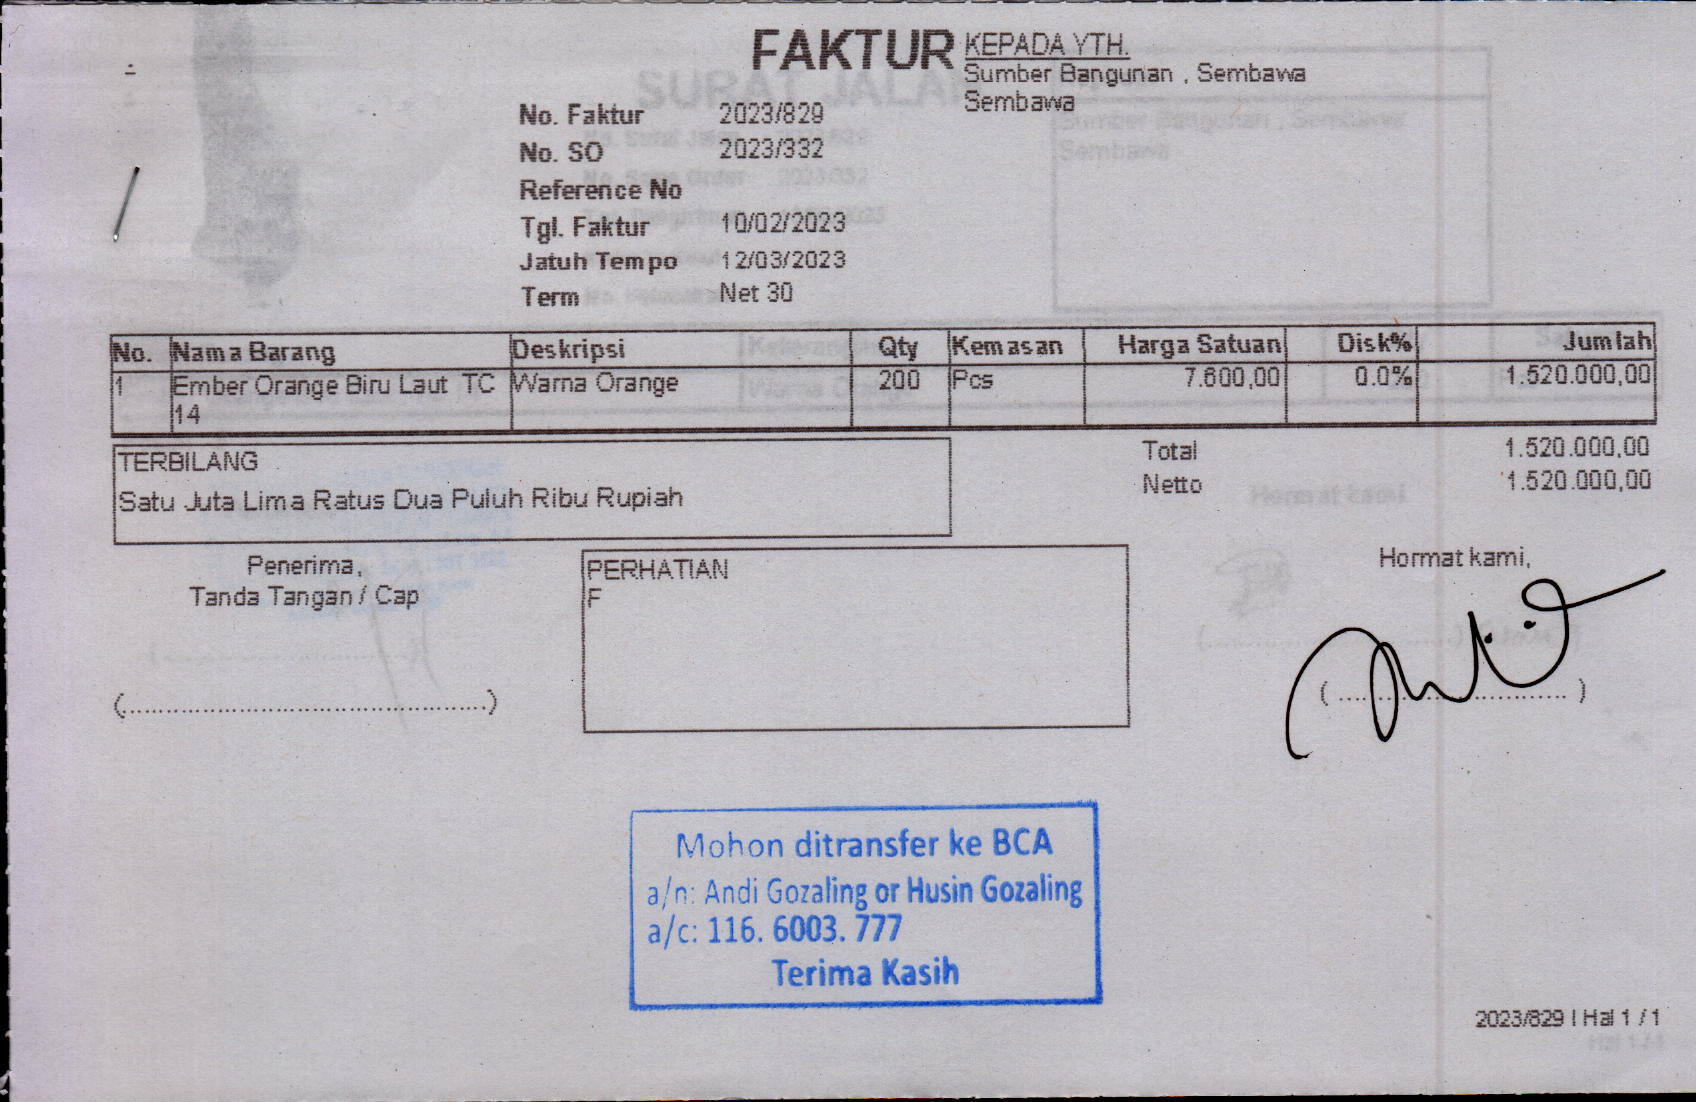 FAKTUR
KEPADA YTH.
Sumber Bangunan , Sembawa
Sembawa
No. Faktur 2023/829
No. SO 2023/332
Reference No
Tgl. Faktur 10/02/2023
Jatuh Tempo 12/03/2023
Term Net 30
No. Nama Barang Deskripsi Qty Kemasan Harga Satuan Disk% Jumlah
1 Ember Orange Biru Laut TC Warna Orange 200 Pcs 7.600,00 0.0% 1.520.000,00
14
TERBILANG
Satu Juta Lima Ratus Dua Puluh Ribu Rupiah
Total 1.520.000,00
Netto 1.520.000,00
Penerima,
Tanda Tangan / Cap
(................................................)
PERHATIAN
F
Hormat kami,
( .............................. )
Mohon ditransfer ke BCA
a/n: Andi Gozaling or Husin Gozaling
a/c: 116. 6003. 777
Terima Kasih
2023/829 | Hal 1 / 1